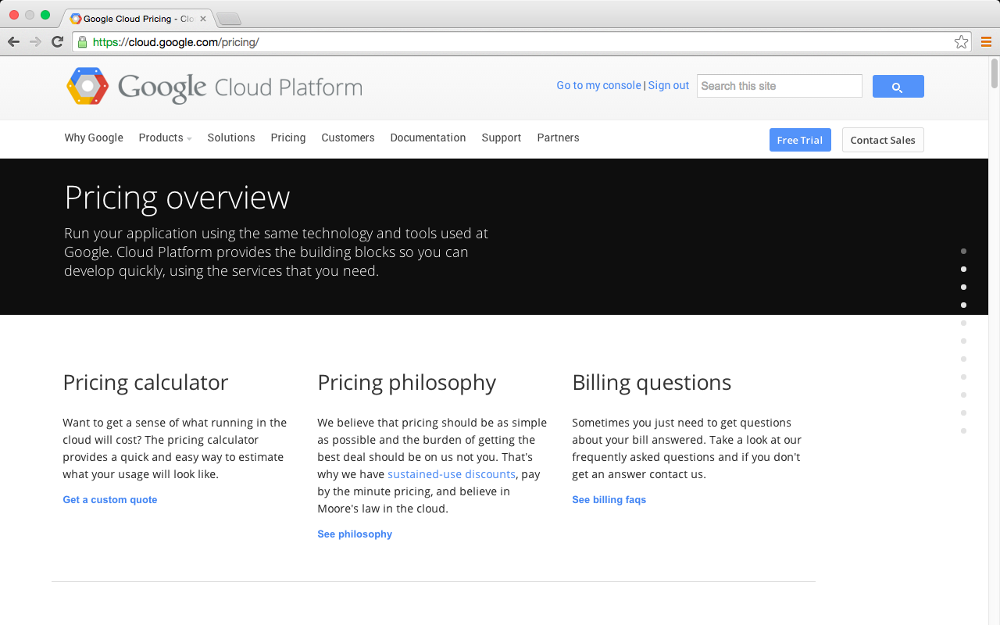 Google Cloud Pricing - Clo
https://cloud.google.com/pricing/
Google Cloud Platform
Go to my console | Sign out
Search this site
Why Google Products Solutions Pricing Customers Documentation Support Partners
Free Trial Contact Sales
Pricing overview
Run your application using the same technology and tools used at
Google. Cloud Platform provides the building blocks so you can
develop quickly, using the services that you need.
Pricing calculator
Want to get a sense of what running in the
cloud will cost? The pricing calculator
provides a quick and easy way to estimate
what your usage will look like.
Get a custom quote
Pricing philosophy
We believe that pricing should be as simple
as possible and the burden of getting the
best deal should be on us not you. That's
why we have sustained-use discounts, pay
by the minute pricing, and believe in
Moore's law in the cloud.
See philosophy
Billing questions
Sometimes you just need to get questions
about your bill answered. Take a look at our
frequently asked questions and if you don't
get an answer contact us.
See billing faqs